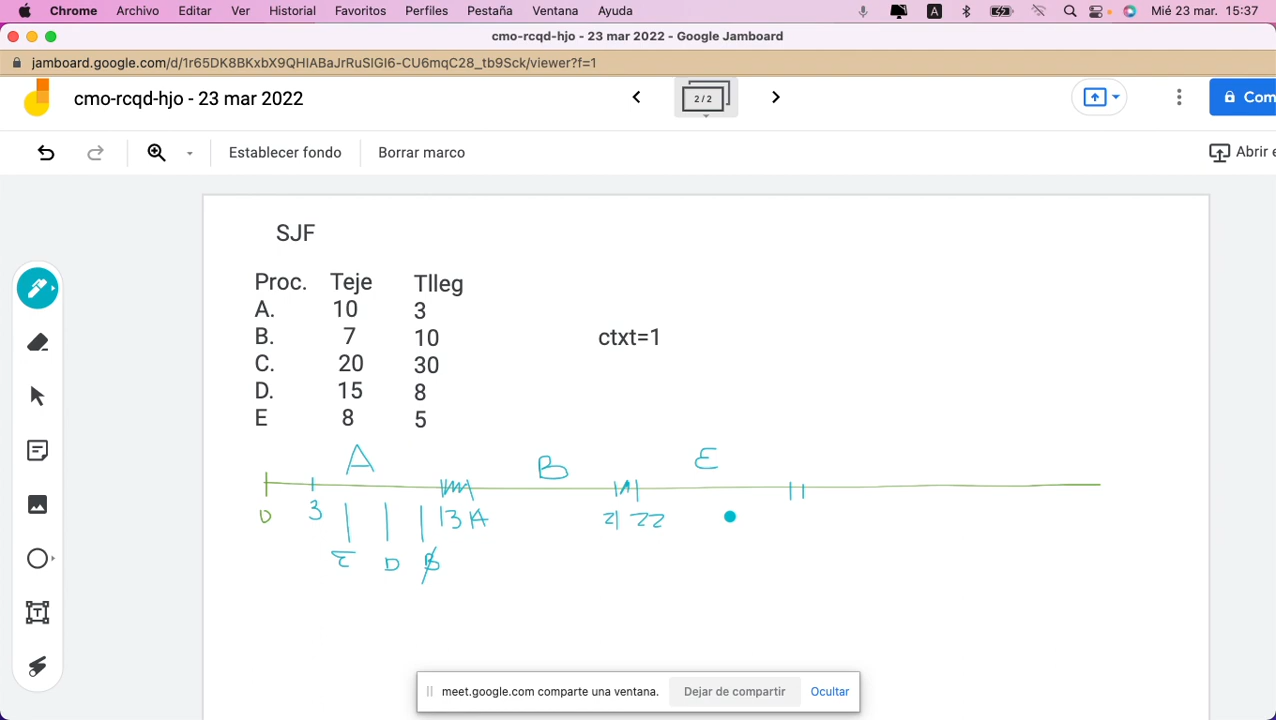 Chrome Archivo Editar Ver Historial Favoritos Perfiles Pestaña Ventana Ayuda A Mié 23 mar. 15:37
cmo-rcqd-hjo - 23 mar 2022 - Google Jamboard
jamboard.google.com/d/1r65DK8BKxbX9QHIABaJrRuSlGI6-CU6mqC28_tb9Sck/viewer?f=1
cmo-rcqd-hjo - 23 mar 2022
2 / 2
Com
Establecer fondo Borrar marco
Abrir e
SJF
Proc. Teje Tlleg
A. 10 3
B. 7 10
ctxt=1
C. 20 30
D. 15 8
E 8 5
A B E
0 3 13 14 21 22
E D B
meet.google.com comparte una ventana. Dejar de compartir Ocultar